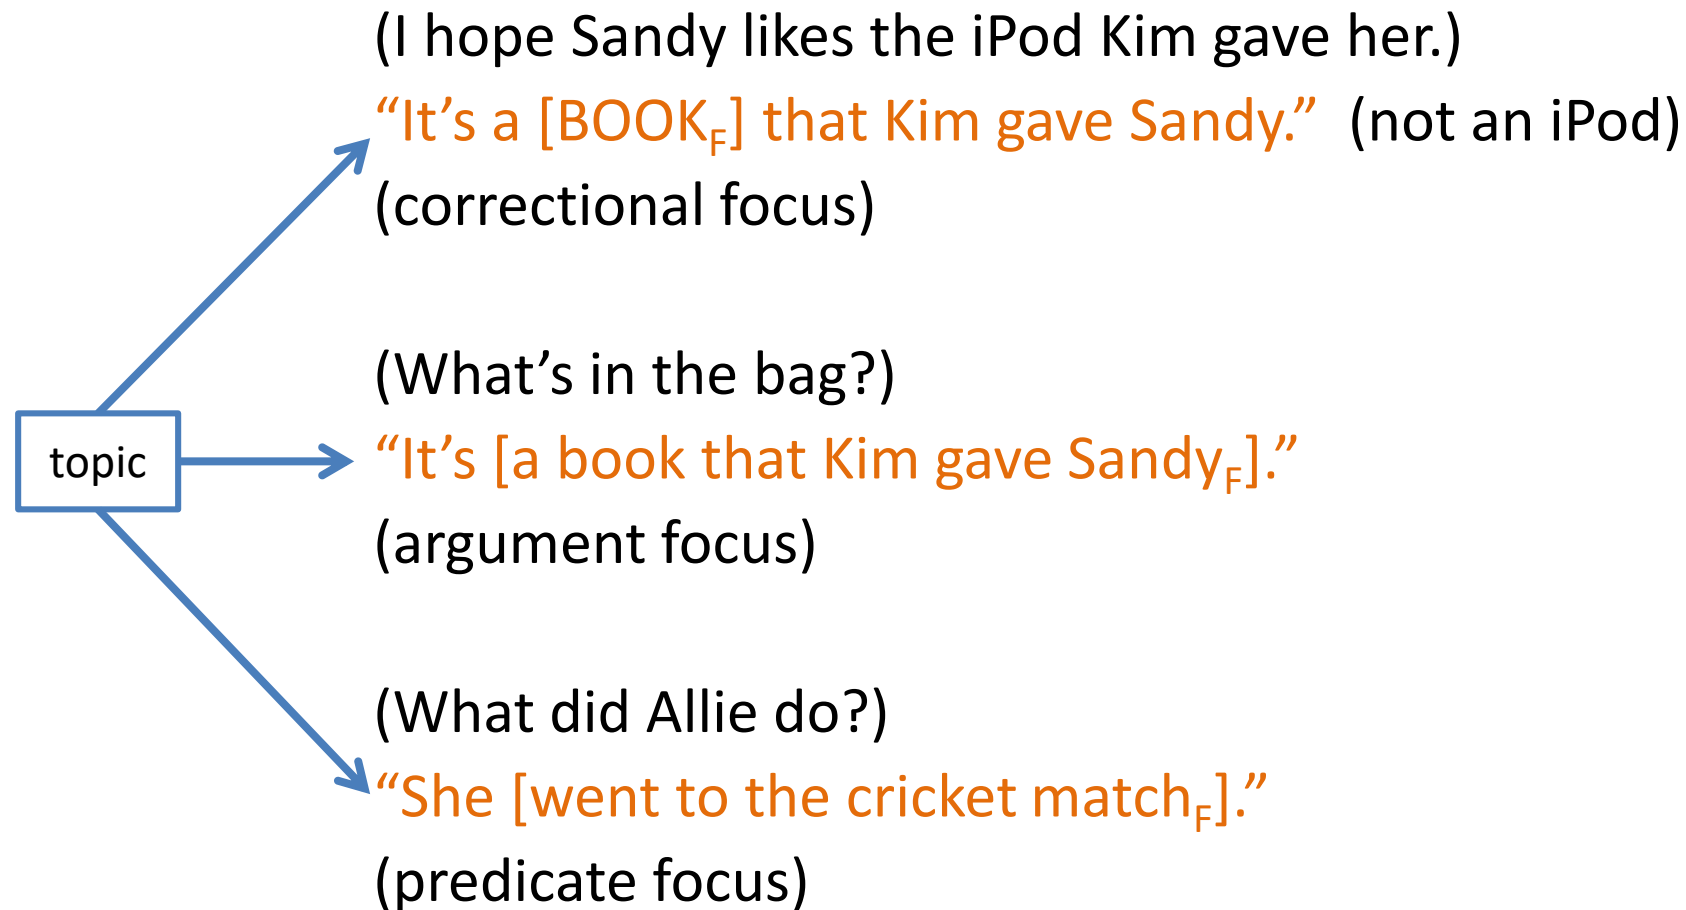 (I hope Sandy likes the iPod Kim gave her.)
“It’s a [BOOKF] that Kim gave Sandy.” (not an iPod)
(correctional focus)
(What’s in the bag?)
topic
“It’s [a book that Kim gave SandyF].”
(argument focus)
(What did Allie do?)
“She [went to the cricket matchF].”
(predicate focus)